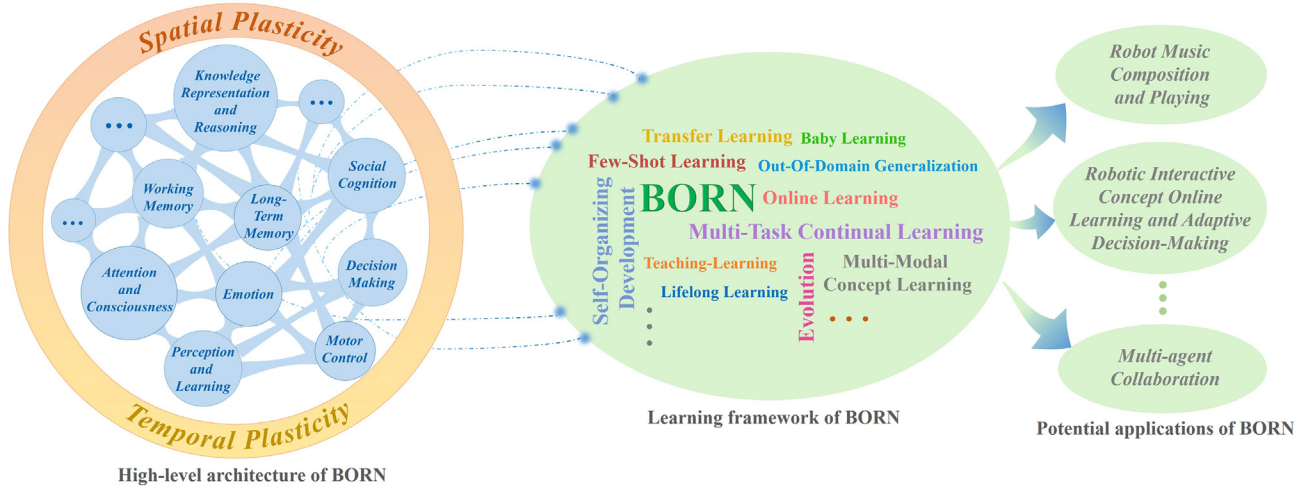 Spatial Plasticity
Knowledge
Representation
and
Reasoning
...
...
Social
Cognition
Working
Memory
Long-
Term
Memory
...
Attention
and
Consciousness
Emotion
Decision
Making
Perception
and
Learning
Motor
Control
Temporal Plasticity
High-level architecture of BORN
Transfer Learning
Baby Learning
Few-Shot Learning
Out-Of-Domain Generalization
BORN
Online Learning
Self-Organizing
Development
Multi-Task Continual Learning
Teaching-Learning
Multi-Modal
Concept Learning
Lifelong Learning
Evolution
...
...
Learning framework of BORN
Robot Music
Composition
and Playing
Robotic Interactive
Concept Online
Learning and Adaptive
Decision-Making
...
Multi-agent
Collaboration
Potential applications of BORN